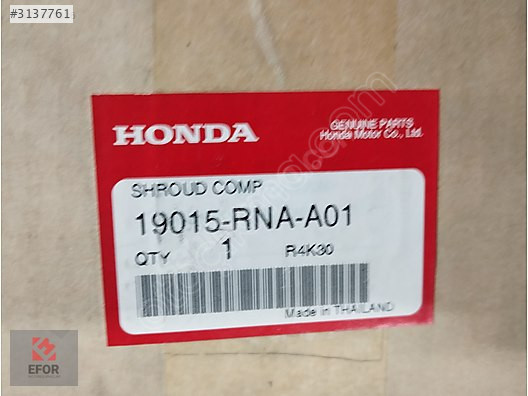 #3137761
HONDA
GENUINE PARTS
Honda Motor Co., Ltd.
SHROUD COMP
19015-RNA-A01
QTY 1 R4K30
Made in THAILAND
EFOR